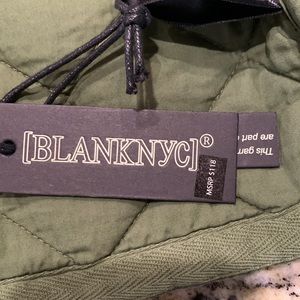 [BLANKNYC]®
MSRP $118
This gar
are part